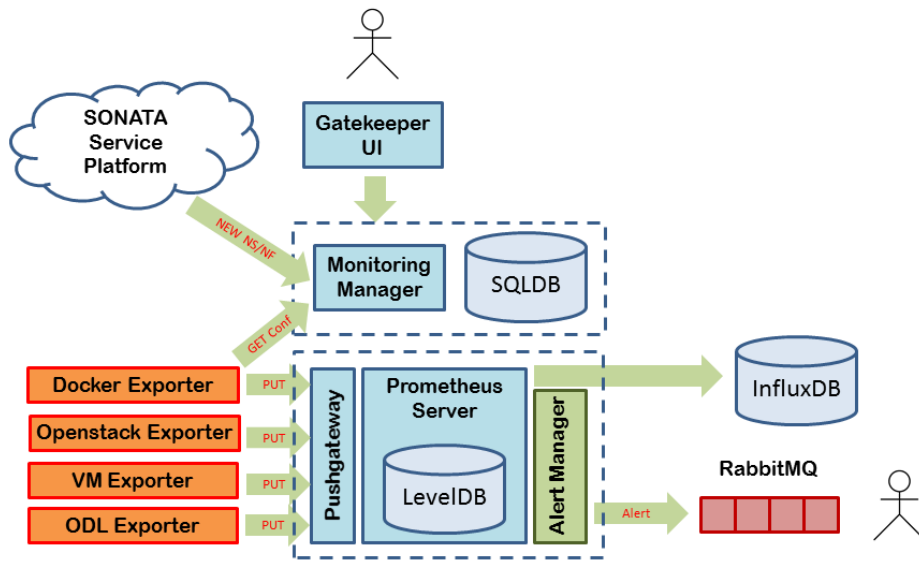 SONATA
Service
Platform
Gatekeeper
UI
NEW NS/NF
Monitoring
Manager
SQLDB
GET Conf
Docker Exporter
PUT
Openstack Exporter
PUT
VM Exporter
PUT
ODL Exporter
PUT
Pushgateway
Prometheus
Server
LevelDB
Alert Manager
InfluxDB
RabbitMQ
Alert